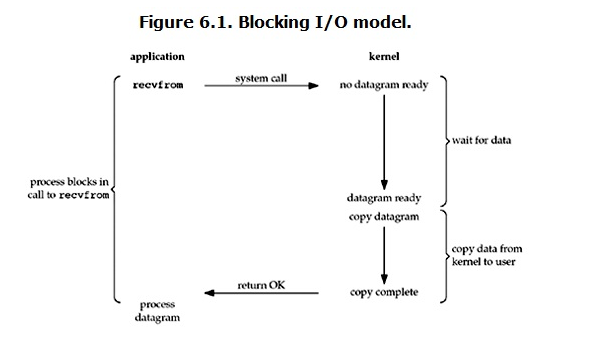 Figure 6.1. Blocking I/O model.
application
kernel
recvfrom
system call
no datagram ready
wait for data
process blocks in
call to recvfrom
datagram ready
copy datagram
copy data from
kernel to user
return OK
copy complete
process
datagram